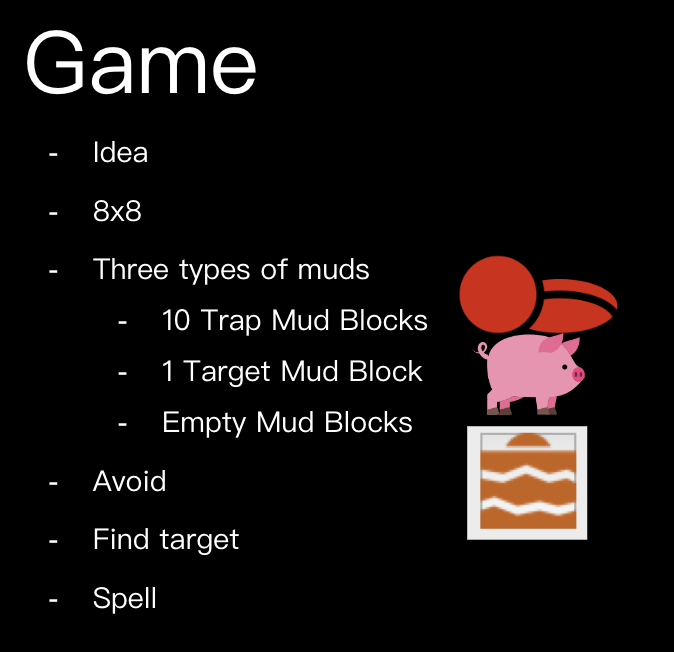 Game
- Idea
- 8x8
- Three types of muds
- 10 Trap Mud Blocks
- 1 Target Mud Block
- Empty Mud Blocks
- Avoid
- Find target
- Spell